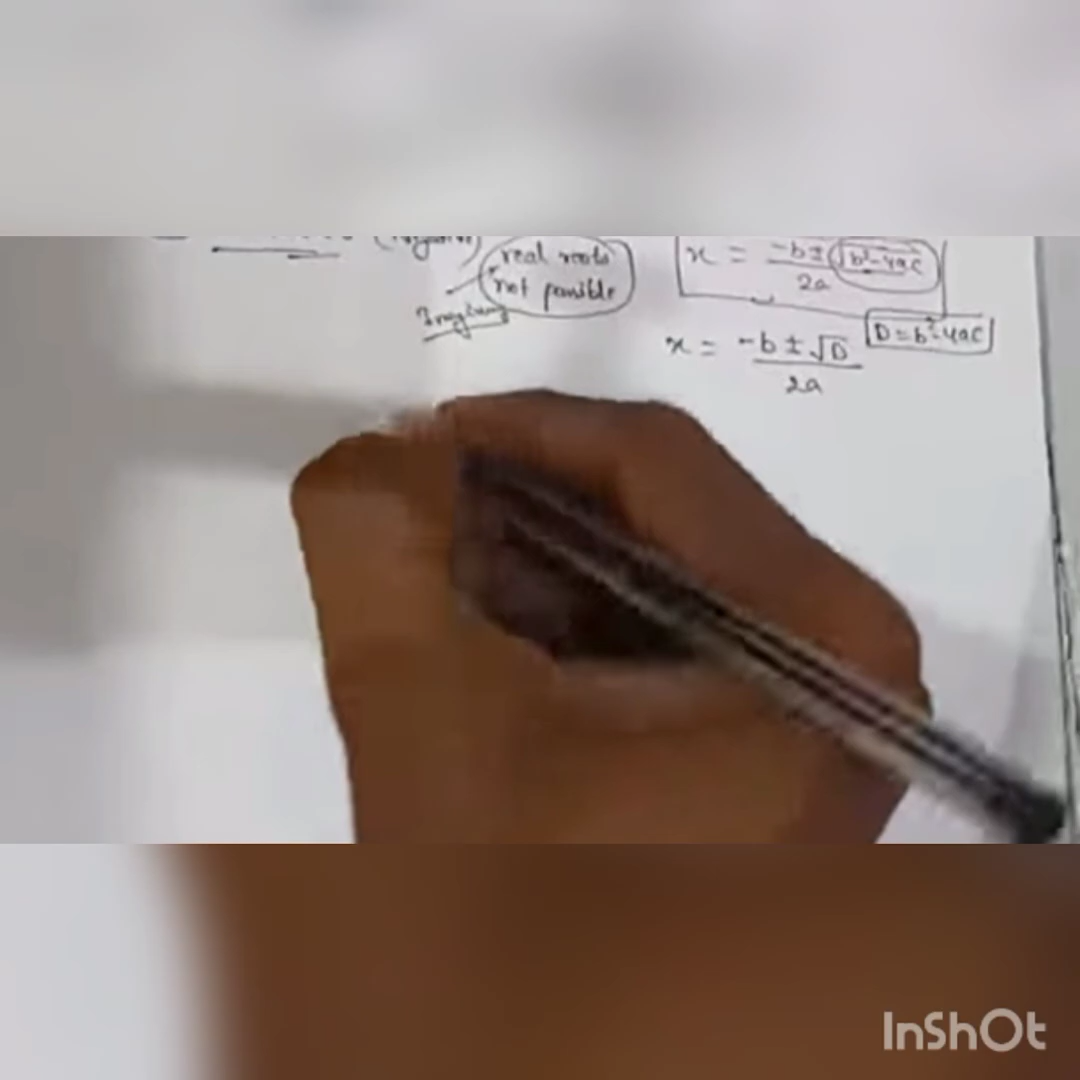 real roots
not possible
Imaginary
x = -b ± √b²-4ac
2a
D = b²-4ac
x = -b ± √D
2a
InShOt